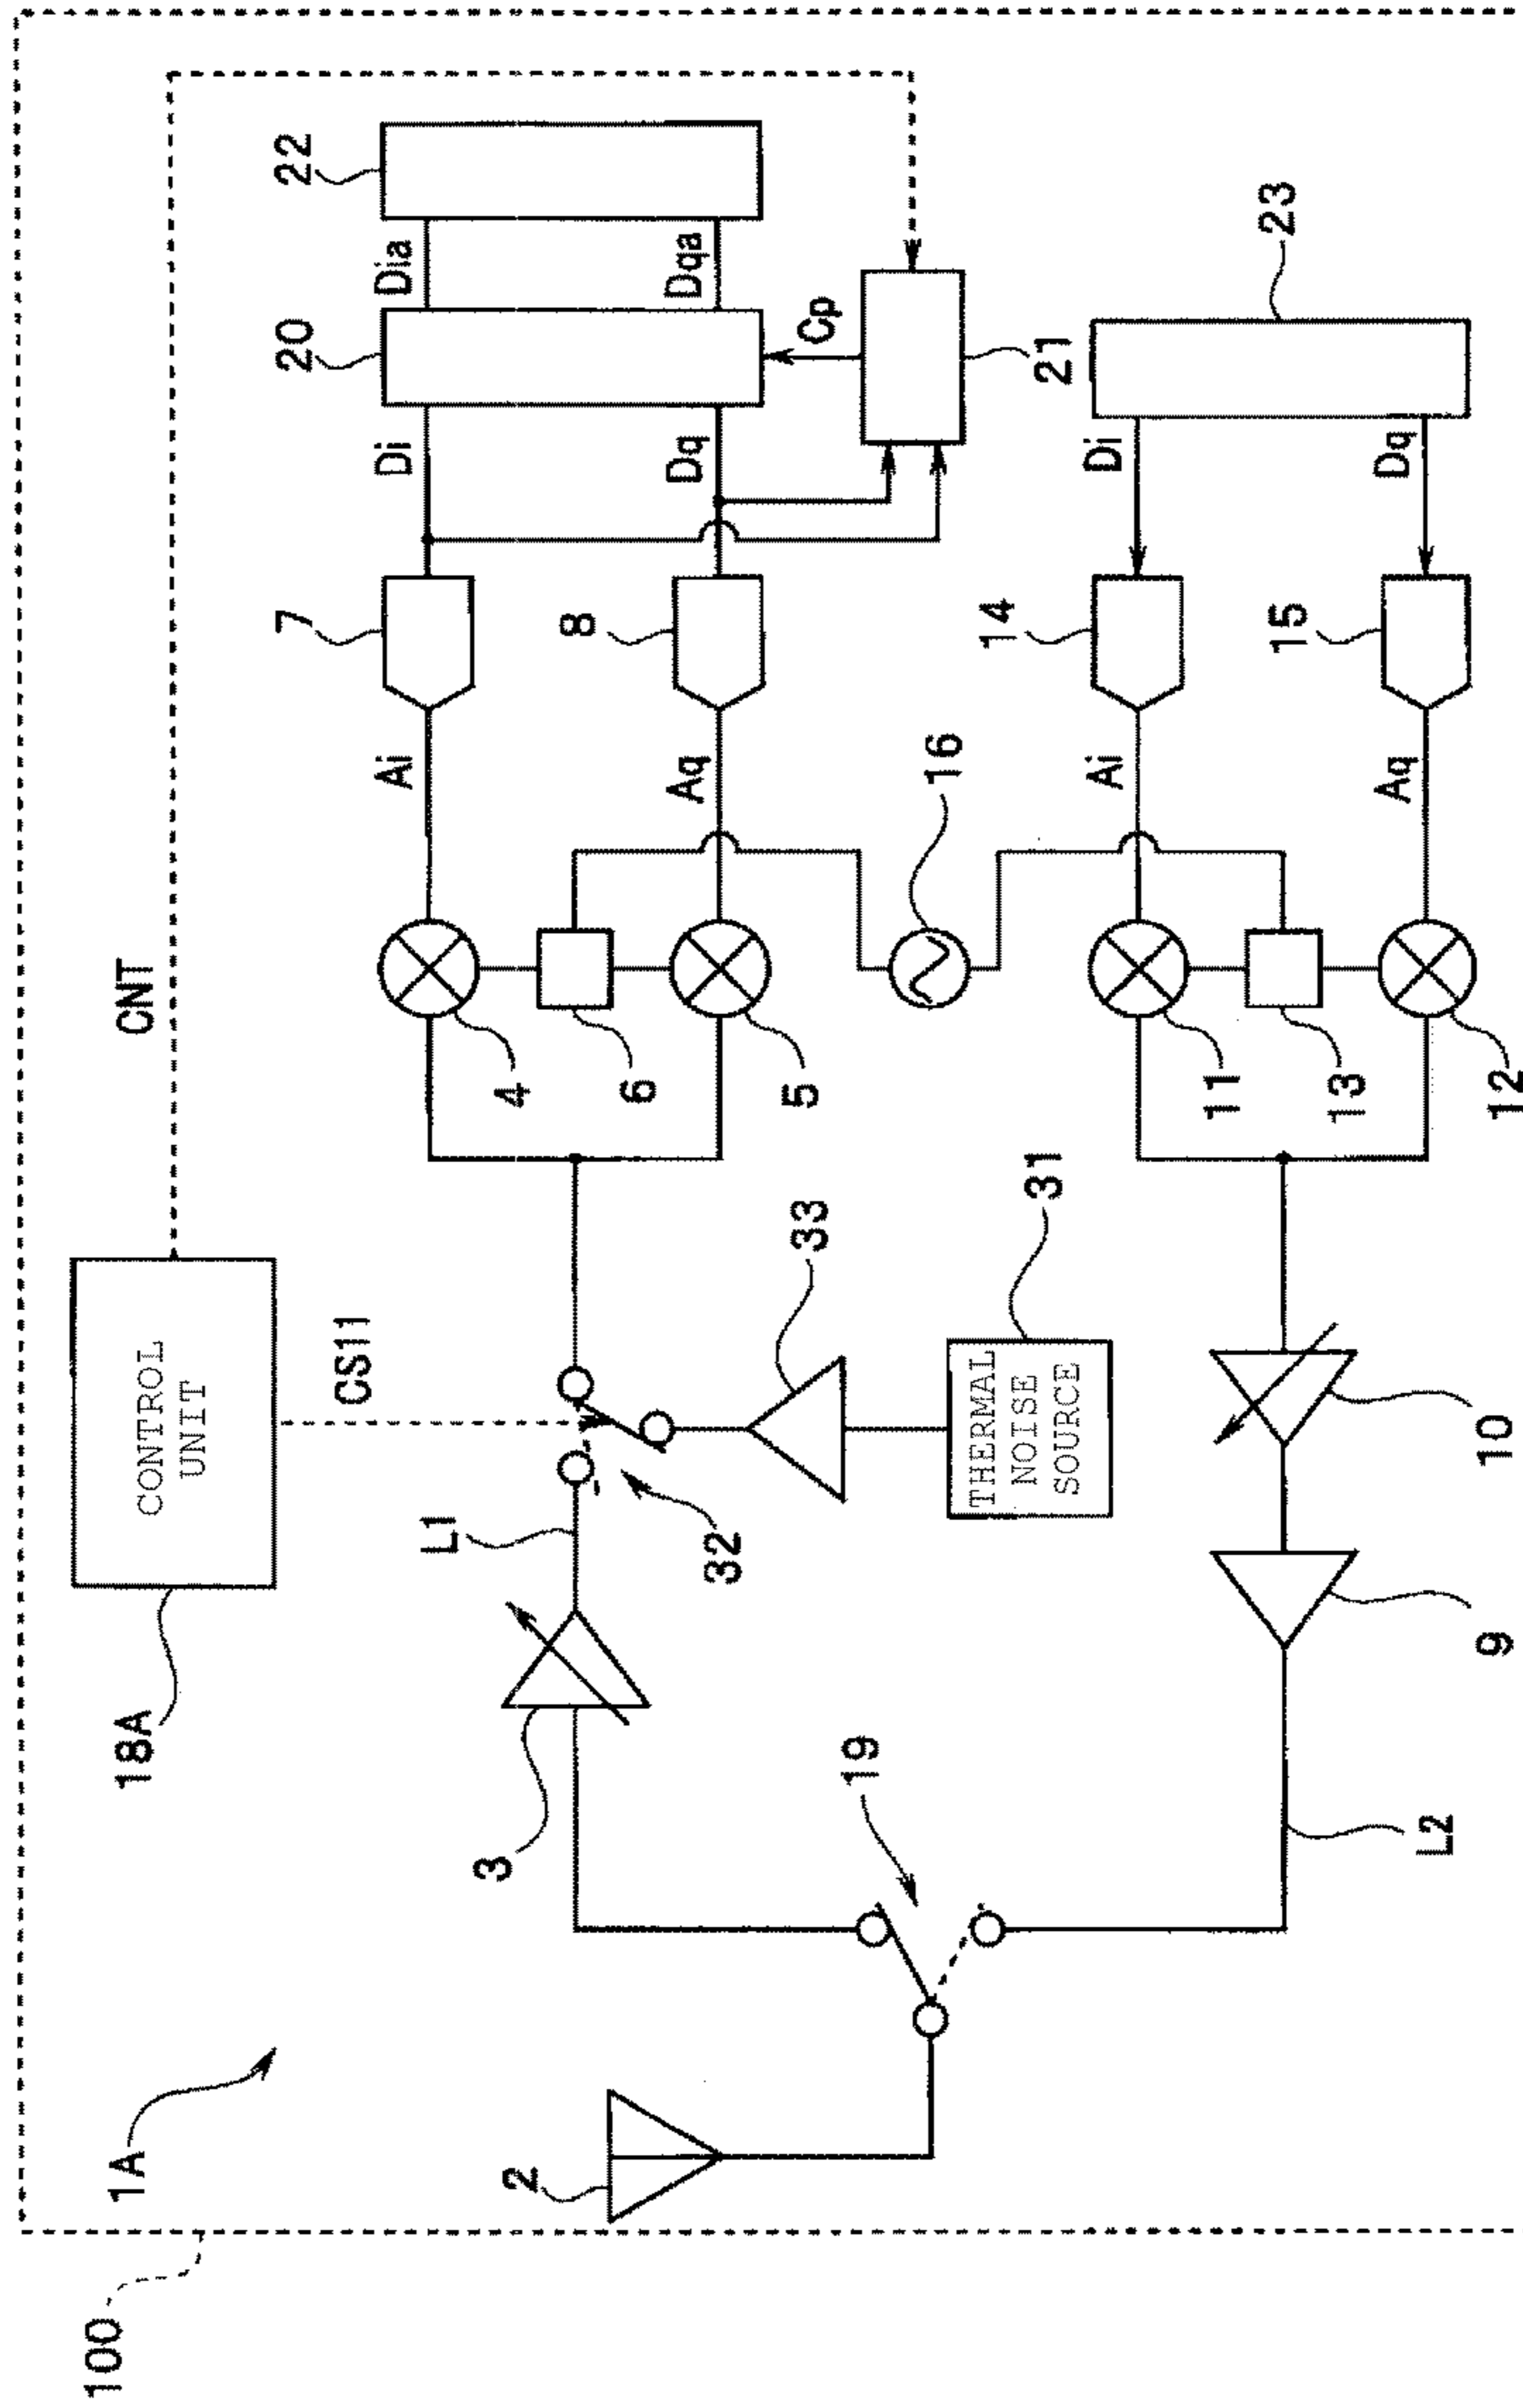 100
1A
18A
CONTROL
UNIT
CNT
CS11
2
19
3
L1
32
33
THERMAL
NOISE
SOURCE
31
4
6
5
Ai
Aq
7
8
Di
Dq
20
Dia
Dqa
22
Cp
21
16
L2
9
10
11
13
12
Ai
Aq
14
15
Di
Dq
23